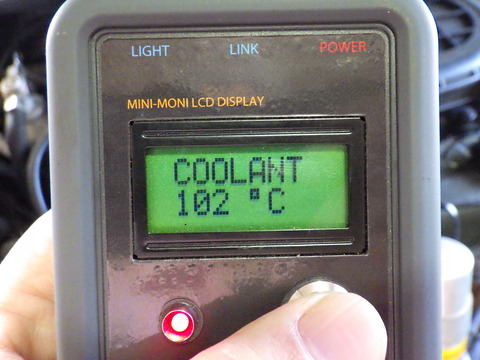 LIGHT LINK POWER
MINI-MONI LCD DISPLAY
COOLANT
102 °C